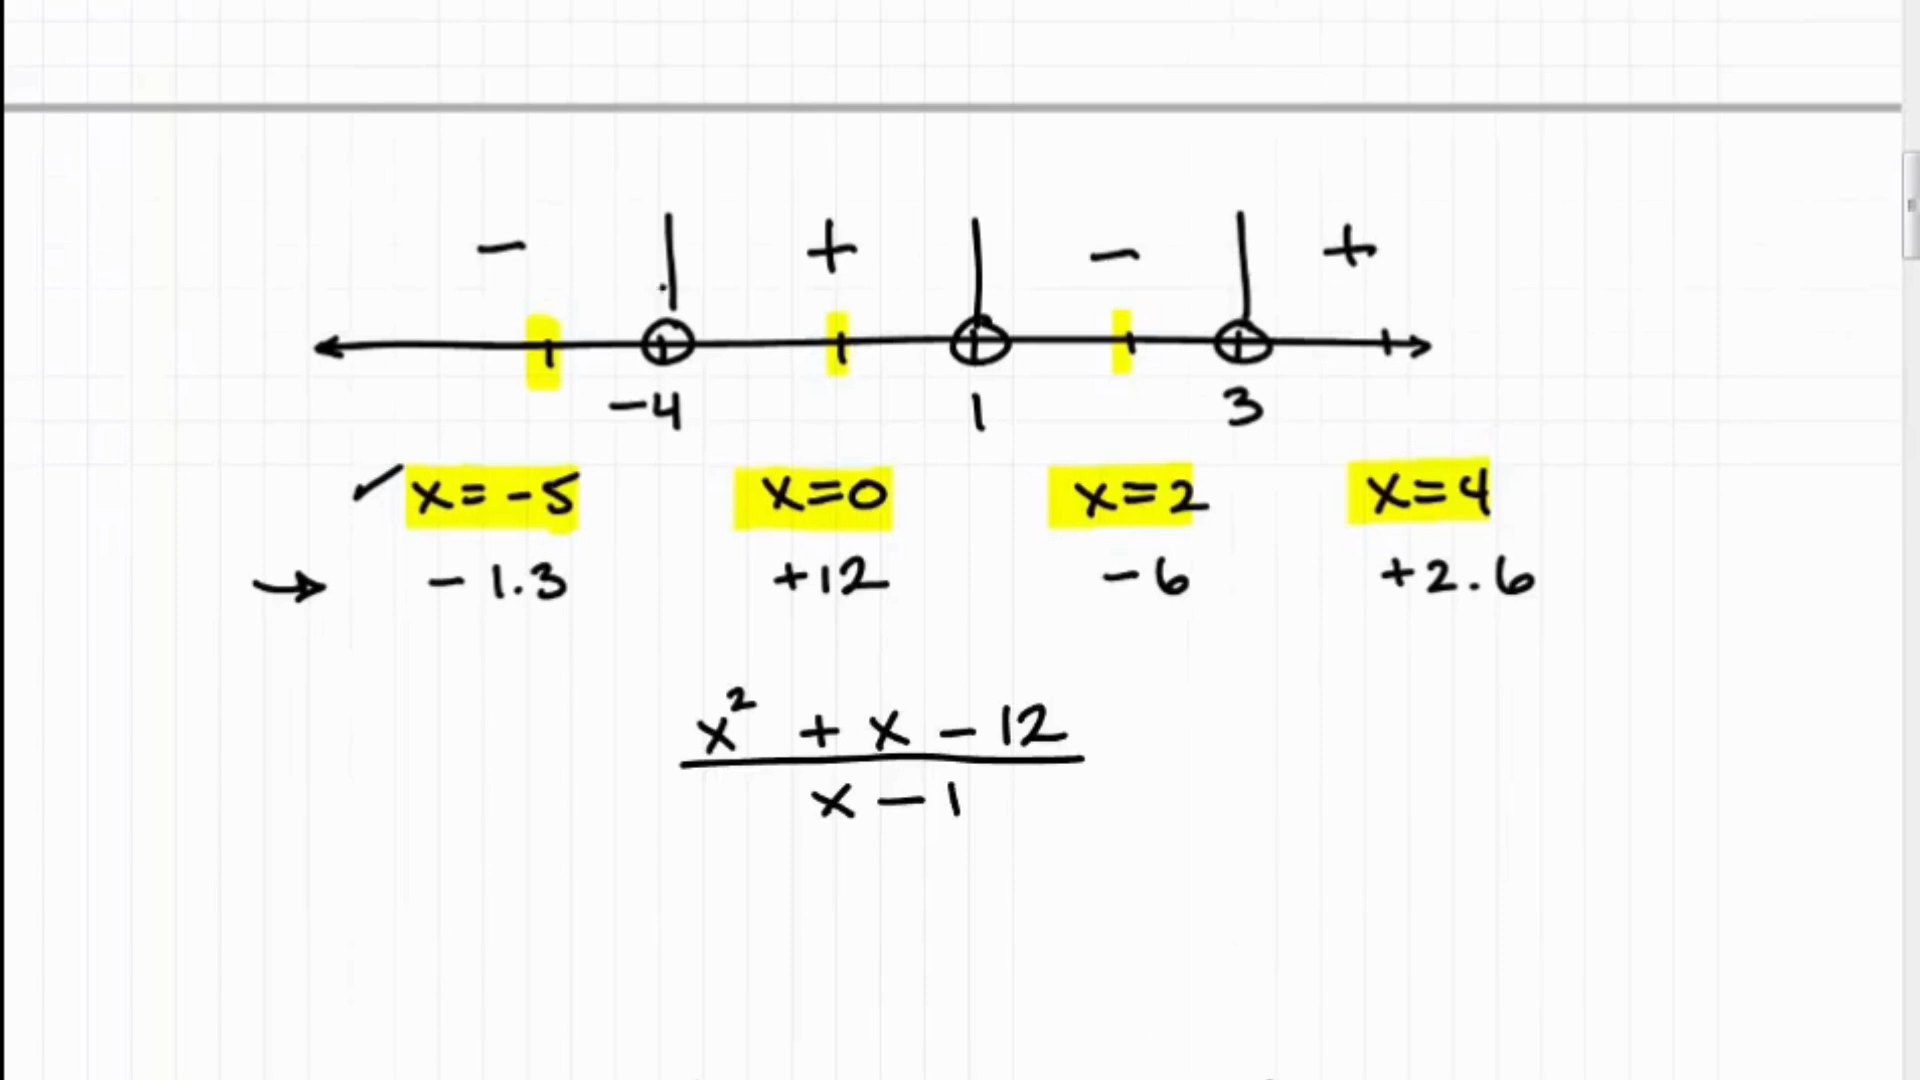 - + - +
-4 1 3
x = -5 x=0 x=2 x=4
→ -1.3 +12 -6 +2.6
x² + x - 12
x - 1